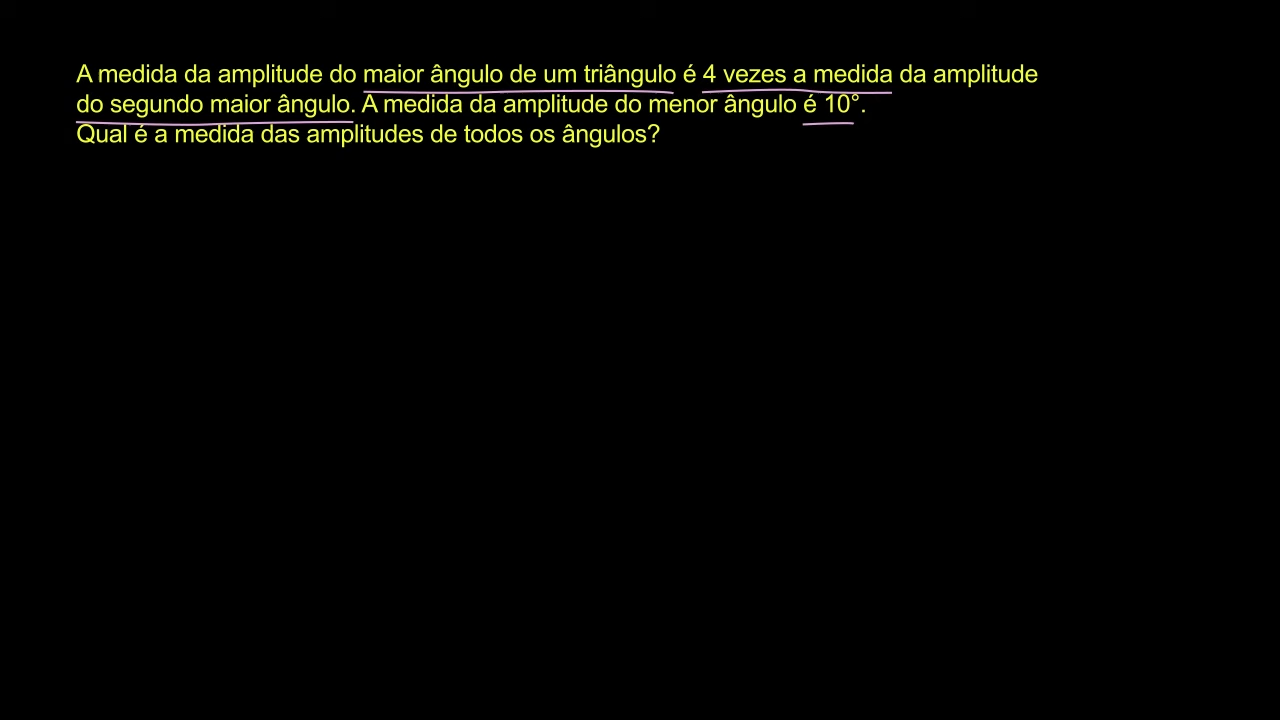 A medida da amplitude do maior ângulo de um triângulo é 4 vezes a medida da amplitude
do segundo maior ângulo. A medida da amplitude do menor ângulo é 10°.
Qual é a medida das amplitudes de todos os ângulos?